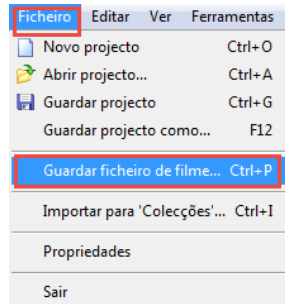 Ficheiro Editar Ver Ferramentas
Novo projecto Ctrl+O
Abrir projecto... Ctrl+A
Guardar projecto Ctrl+G
Guardar projecto como... F12
Guardar ficheiro de filme... Ctrl+P
Importar para 'Colecções'... Ctrl+I
Propriedades
Sair